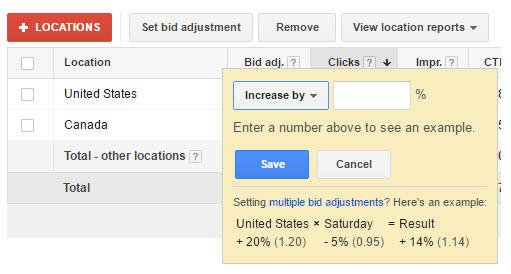 + LOCATIONS Set bid adjustment Remove View location reports
Location Bid adj. ? Clicks ? Impr. ? CTI
United States
Canada
Total - other locations ?
Total
Increase by %
Enter a number above to see an example.
Save Cancel
Setting multiple bid adjustments? Here's an example:
United States × Saturday = Result
+ 20% (1.20) - 5% (0.95) + 14% (1.14)